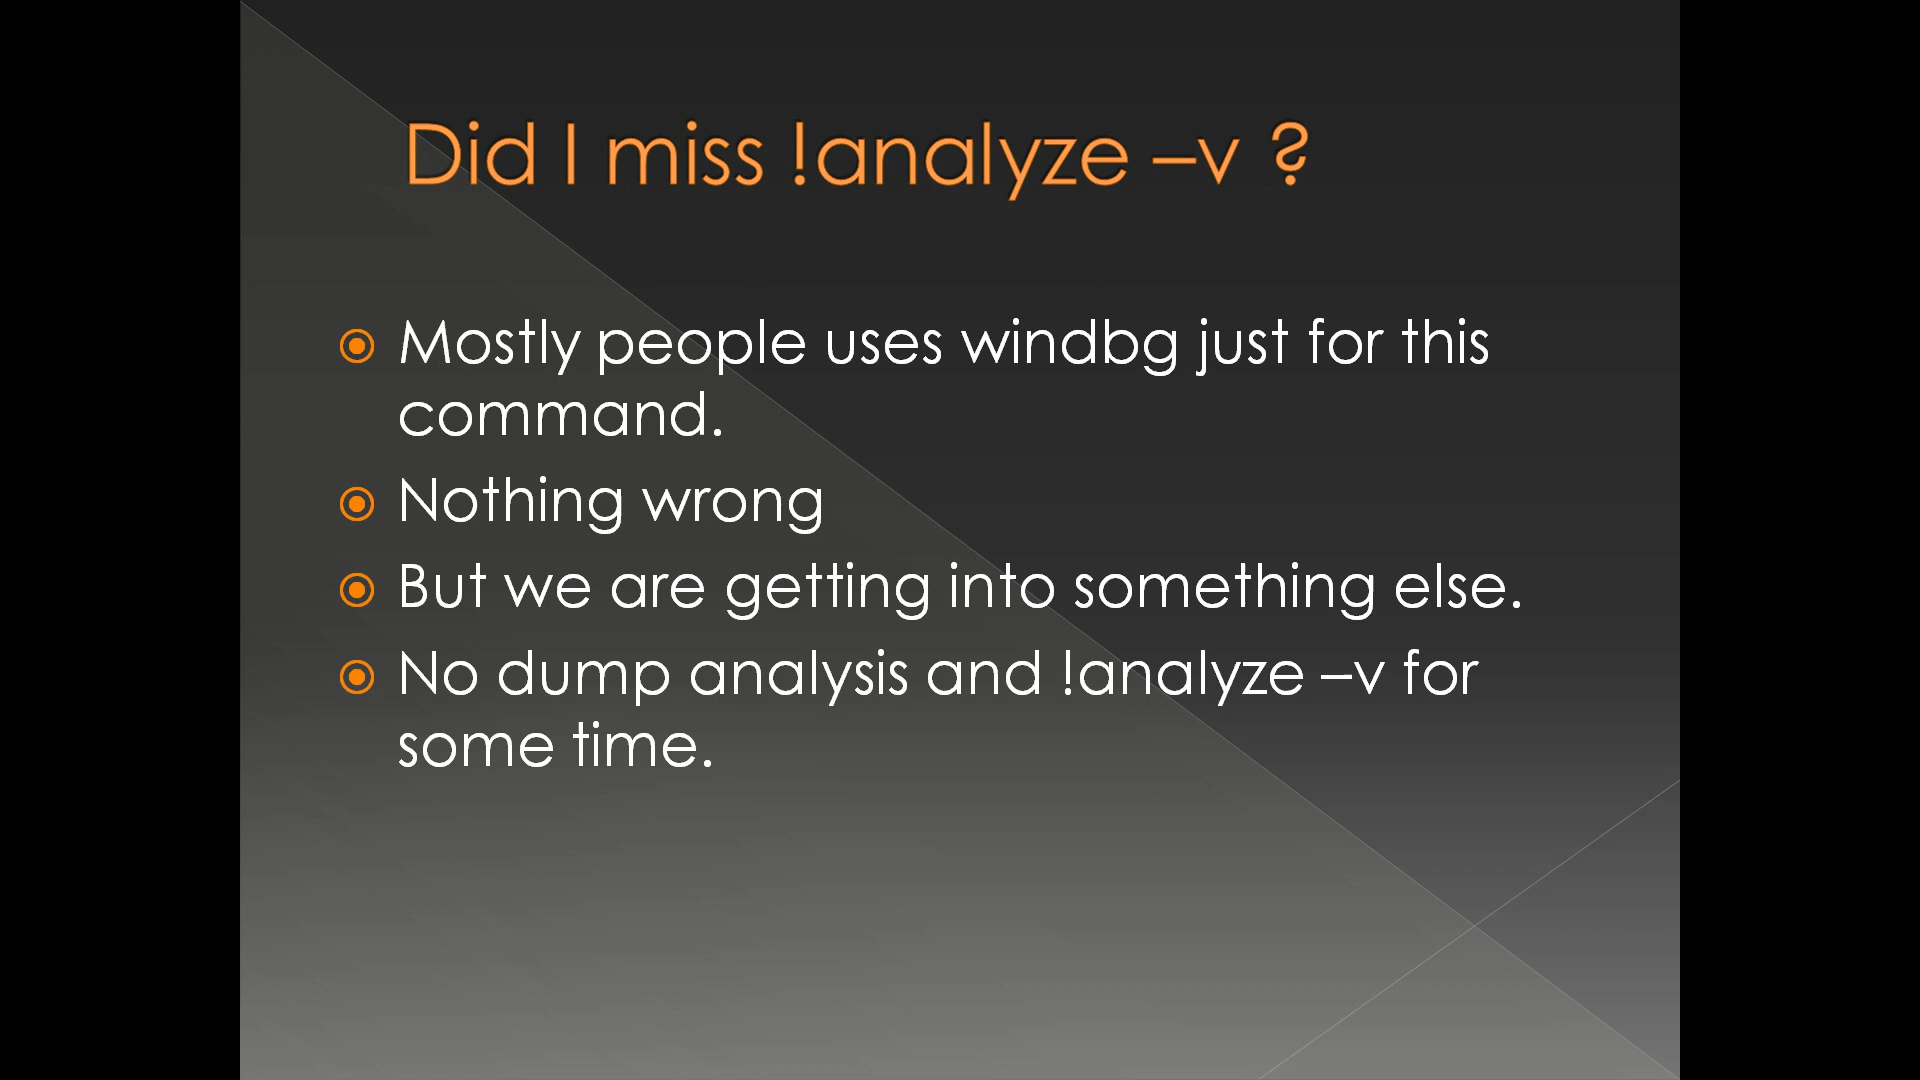 Did I miss !analyze –v ?
Mostly people uses windbg just for this
command.
Nothing wrong
But we are getting into something else.
No dump analysis and !analyze –v for
some time.